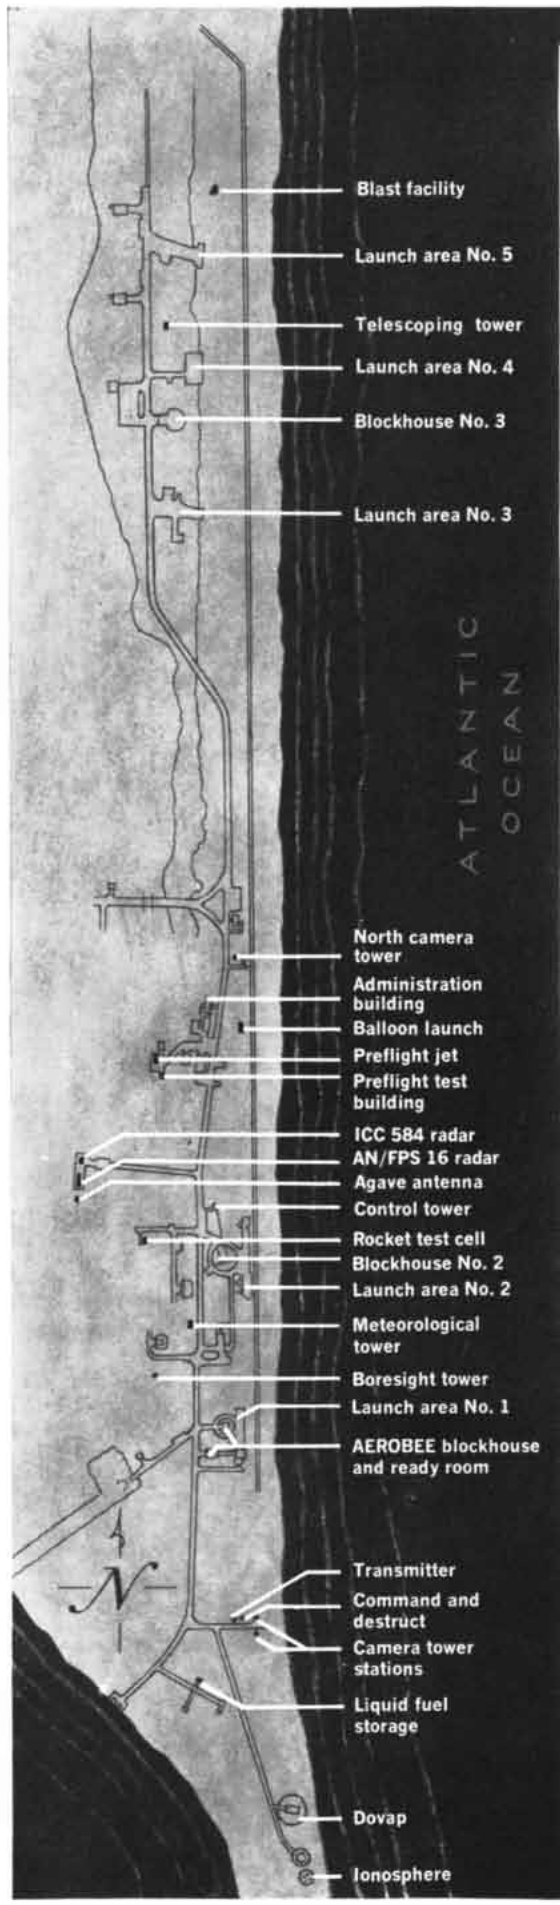 Blast facility
Launch area No. 5
Telescoping tower
Launch area No. 4
Blockhouse No. 3
Launch area No. 3
ATLANTIC
OCEAN
North camera
tower
Administration
building
Balloon launch
Preflight jet
Preflight test
building
ICC 584 radar
AN/FPS 16 radar
Agave antenna
Control tower
Rocket test cell
Blockhouse No. 2
Launch area No. 2
Meteorological
tower
Boresight tower
Launch area No. 1
AEROBEE blockhouse
and ready room
N
Transmitter
Command and
destruct
Camera tower
stations
Liquid fuel
storage
Dovap
Ionosphere